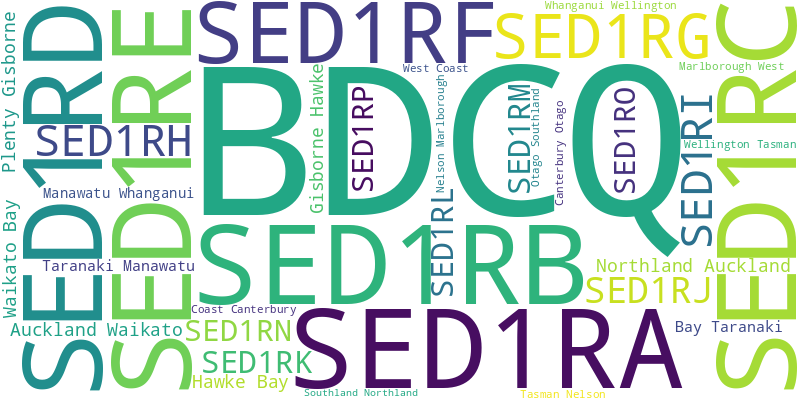 Whanganui Wellington
SED1RF
SED1RG
Plenty Gisborne
SED1RD
SED1RE
SED1RC
West Coast
Marlborough West
BDCQ
Gisborne Hawke
SED1RP
Nelson Marlborough
SED1RM
Otago Southland
Canterbury Otago
SED1RO
SED1RI
SED1RH
Wellington Tasman
Manawatu Whanganui
SED1RL
Waikato Bay
SED1RB
Taranaki Manawatu
Northland Auckland
SED1RJ
Coast Canterbury
SED1RA
Auckland Waikato
SED1RN
Bay Taranaki
SED1RK
Hawke Bay
Southland Northland
Tasman Nelson